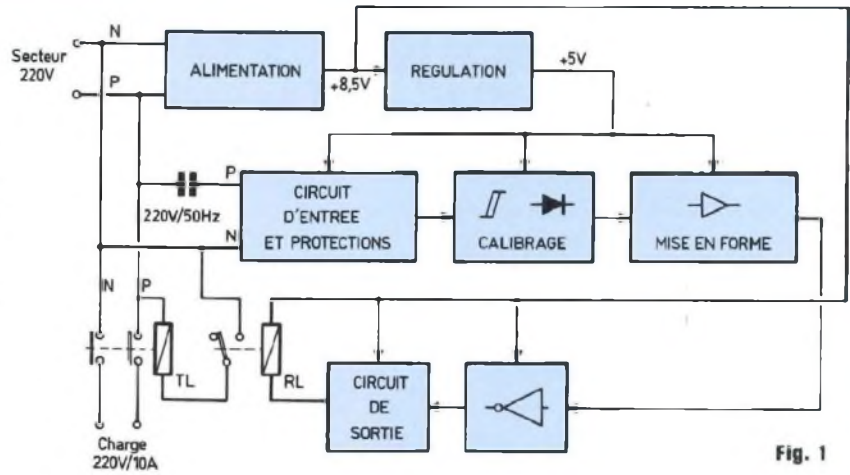 N
Secteur
220V
P
ALIMENTATION
+8,5V
REGULATION
+5V
P
220V/50Hz
N
CIRCUIT
D'ENTREE
ET PROTECTIONS
CALIBRAGE
MISE EN FORME
N
P
TL
RL
CIRCUIT
DE
SORTIE
Charge
220V/10A
Fig. 1